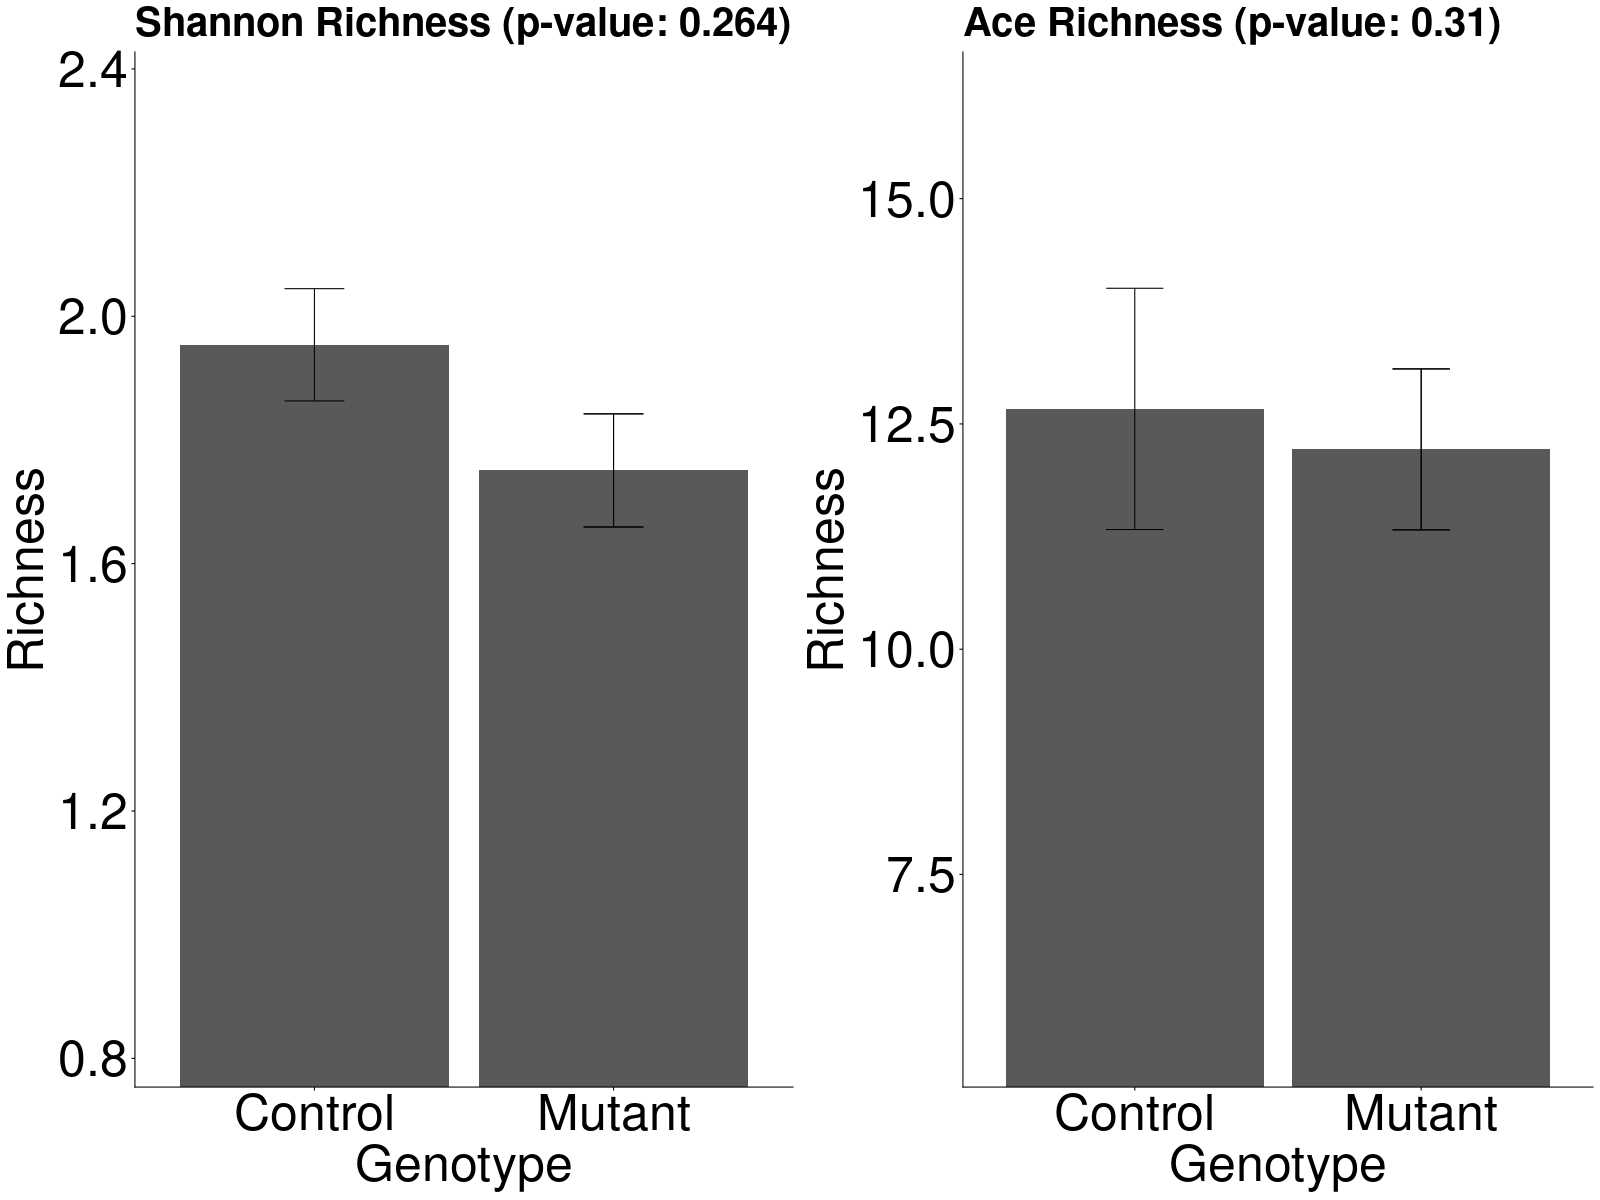 Shannon Richness (p-value: 0.264)
2.4
2.0
1.6
1.2
0.8
Richness
Control Mutant
Genotype
Ace Richness (p-value: 0.31)
15.0
12.5
10.0
7.5
Richness
Control Mutant
Genotype